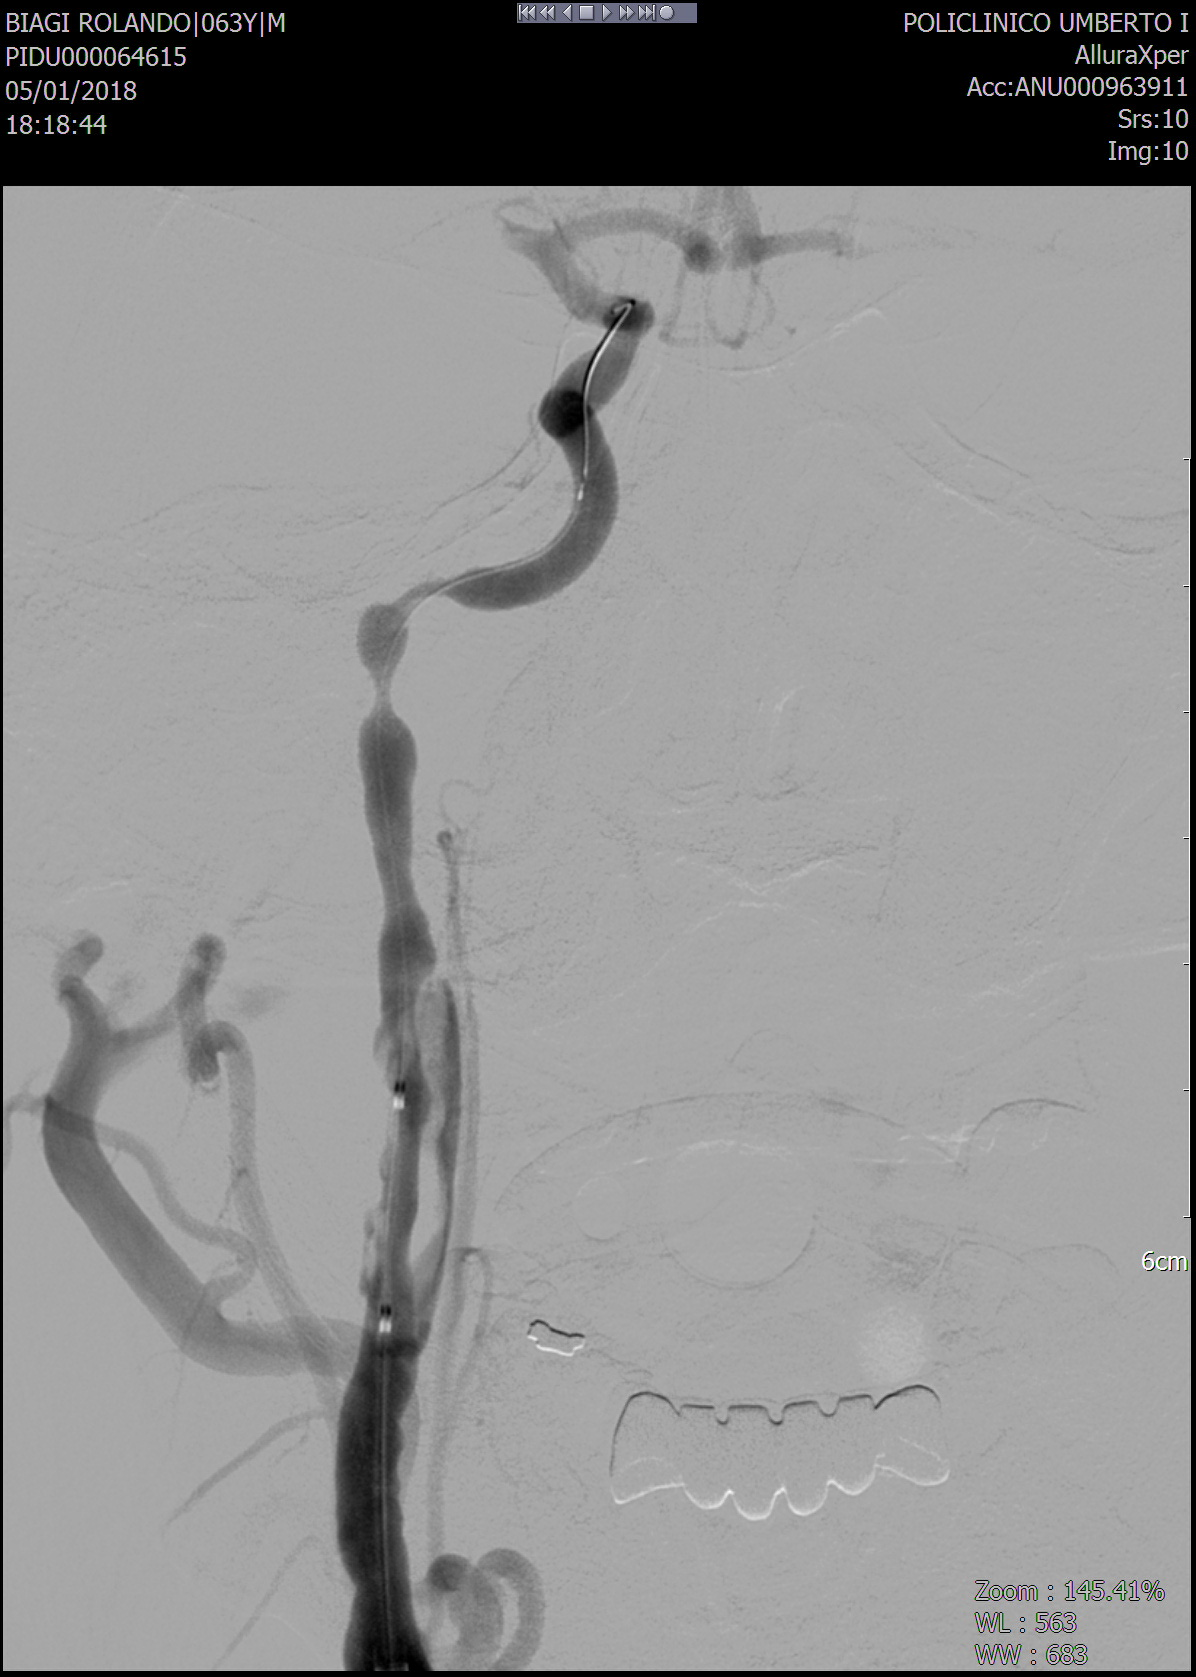 BIAGI ROLANDO|063Y|M
PIDU000064615
05/01/2018
18:18:44
POLICLINICO UMBERTO I
AlluraXper
Acc:ANU000963911
Srs:10
Img:10
6cm
Zoom : 145.41%
WL : 563
WW : 683